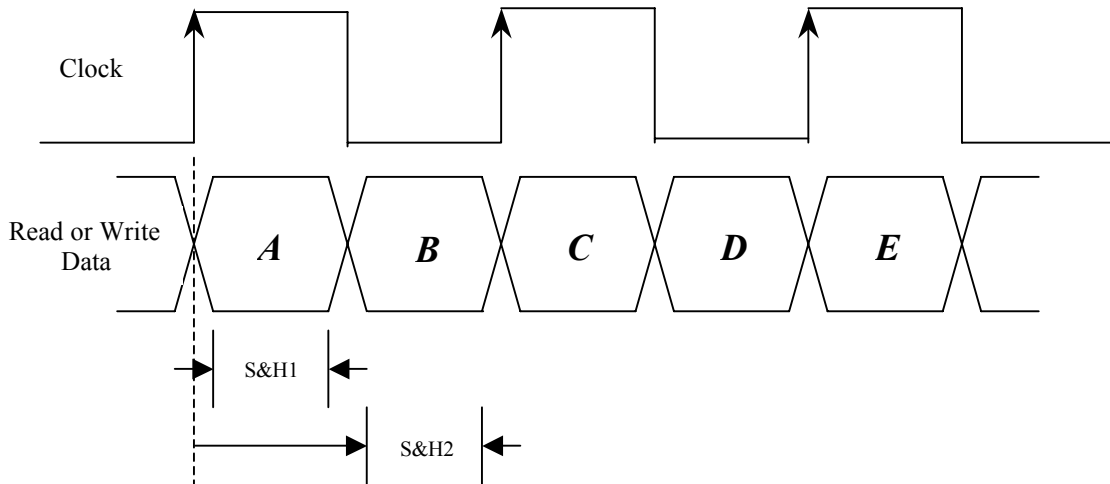 Clock
Read or Write
Data
A B C D E
S&H1
S&H2